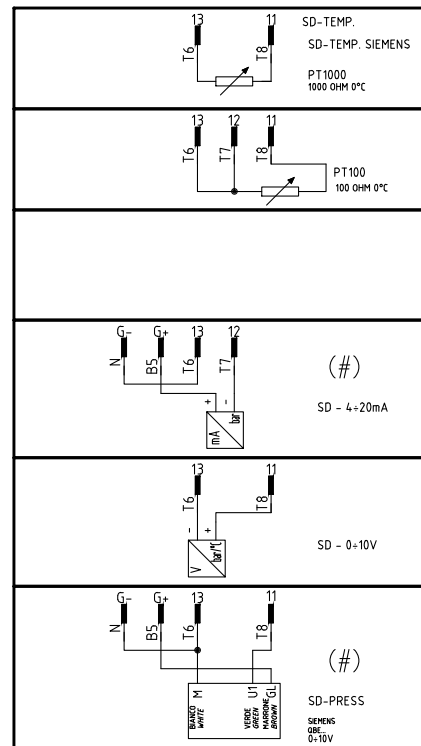 13 11 SD-TEMP.
T6 T8 SD-TEMP. SIEMENS
PT1000
1000 OHM 0°C
13 12 11
T6 T7 T8
PT100
100 OHM 0°C
G- G+ 13 12
N B5 T6 T7
(#)
+ -
mA bar
SD - 4÷20mA
13 11
T6 T8
- +
V bar/°C
SD - 0÷10V
G- G+ 13 11
N B5 T6 T8
(#)
M U1 GL
BIANCO VERDE MARRONE
WHITE GREEN BROWN
SD-PRESS
SIEMENS
QBE...
0÷10V